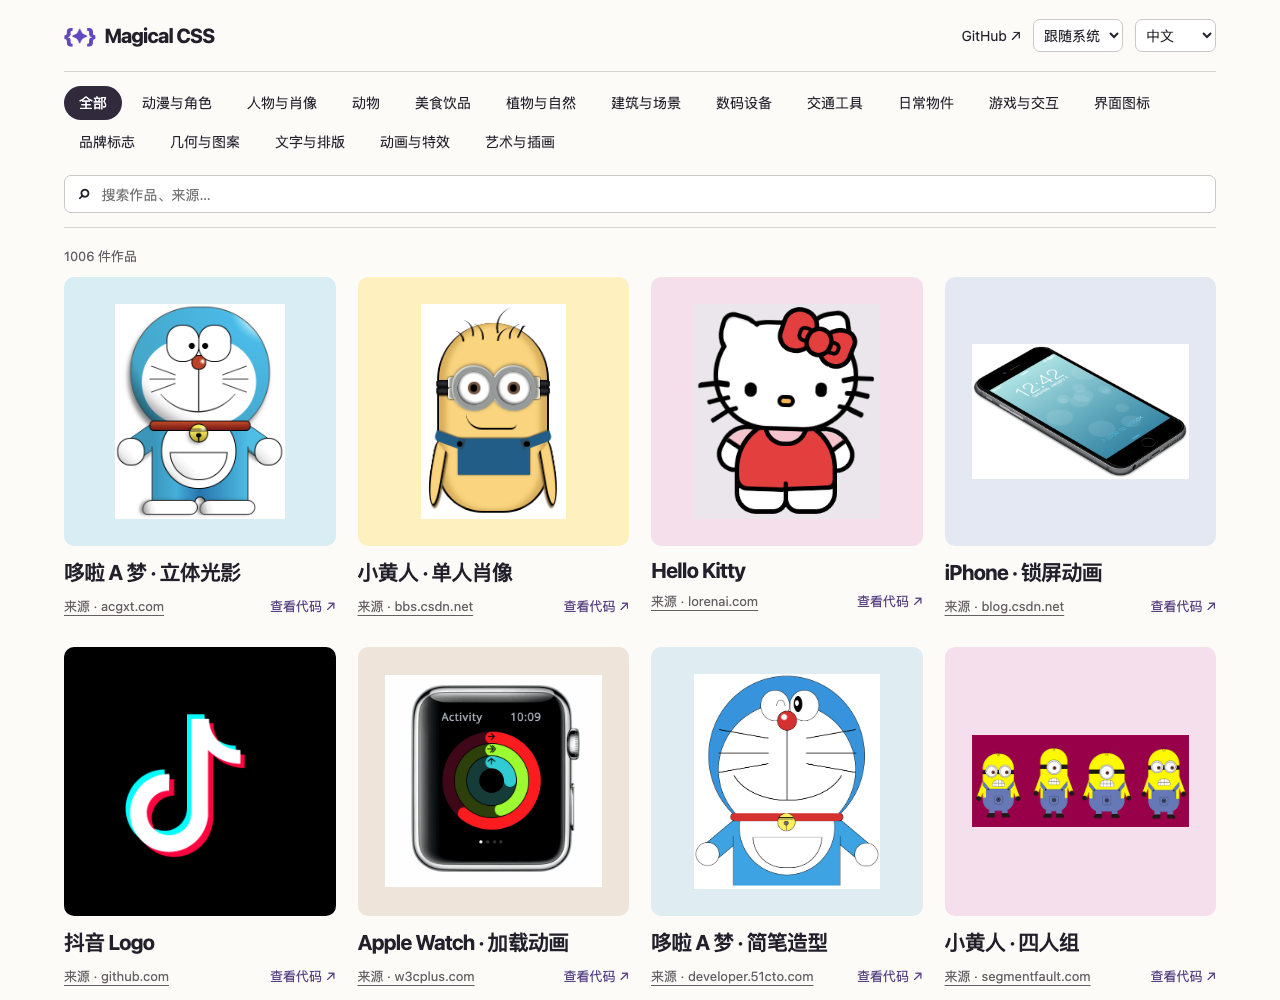 Magical CSS
GitHub ↗
跟随系统
中文
全部
动漫与角色
人物与肖像
动物
美食饮品
植物与自然
建筑与场景
数码设备
交通工具
日常物件
游戏与交互
界面图标
品牌标志
几何与图案
文字与排版
动画与特效
艺术与插画
搜索作品、来源...
1006 件作品
12:42
哆啦 A 梦 · 立体光影
小黄人 · 单人肖像
Hello Kitty
iPhone · 锁屏动画
来源 · acgxt.com
查看代码 ↗
来源 · bbs.csdn.net
查看代码 ↗
来源 · lorenai.com
查看代码 ↗
来源 · blog.csdn.net
查看代码 ↗
Activity
10:09
抖音 Logo
Apple Watch · 加载动画
哆啦 A 梦 · 简笔造型
小黄人 · 四人组
来源 · github.com
查看代码 ↗
来源 · w3cplus.com
查看代码 ↗
来源 · developer.51cto.com
查看代码 ↗
来源 · segmentfault.com
查看代码 ↗